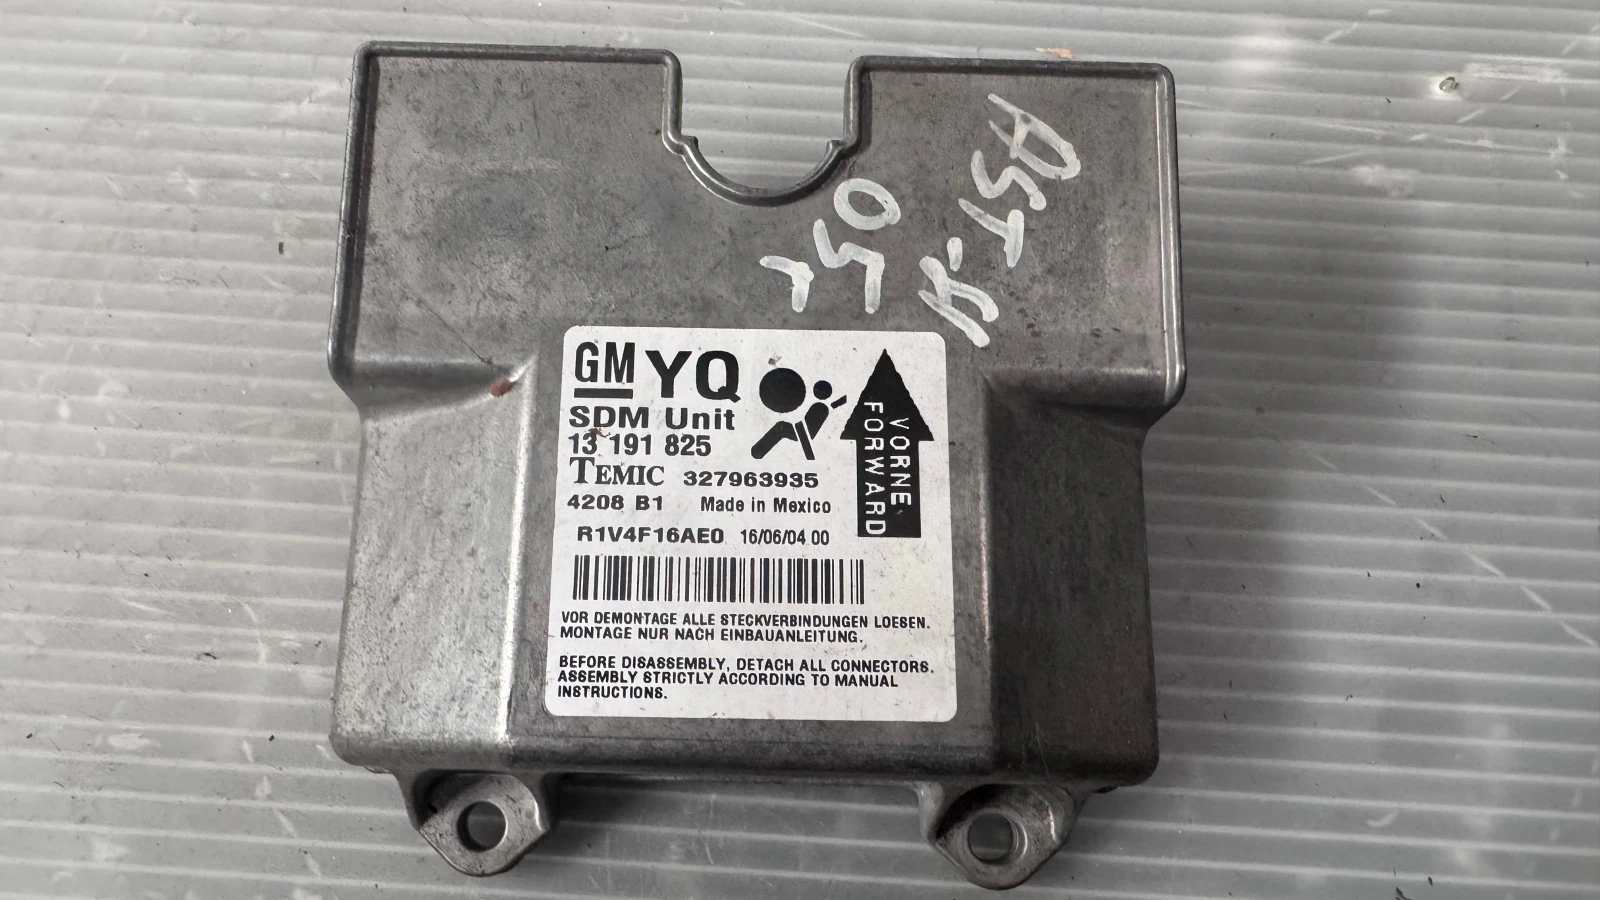 AST-H
05r
GM YQ
SDM Unit
13 191 825
TEMIC 327963935
4208 B1 Made in Mexico
R1V4F16AE0 16/06/04 00
VORNE
FORWARD
VOR DEMONTAGE ALLE STECKVERBINDUNGEN LOESEN.
MONTAGE NUR NACH EINBAUANLEITUNG.
BEFORE DISASSEMBLY, DETACH ALL CONNECTORS.
ASSEMBLY STRICTLY ACCORDING TO MANUAL
INSTRUCTIONS.